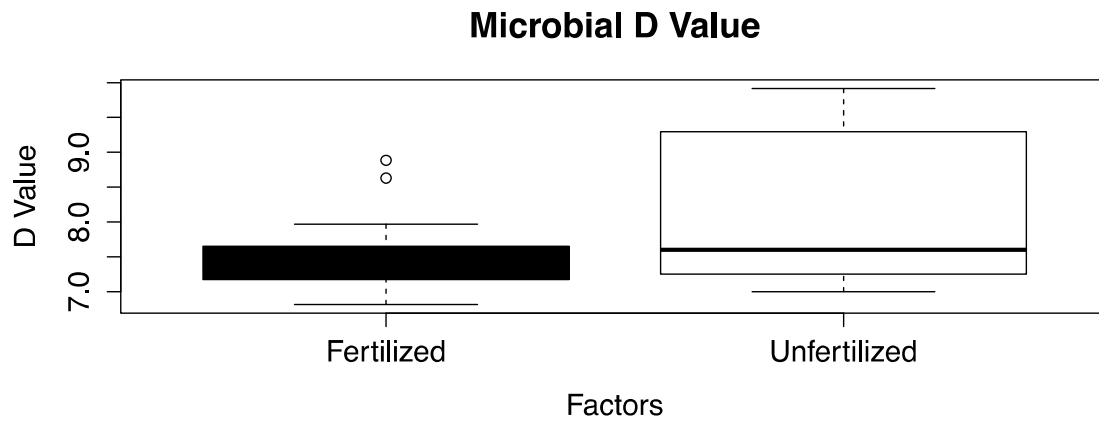 Microbial D Value
D Value
9.0
8.0
7.0
Fertilized
Unfertilized
Factors